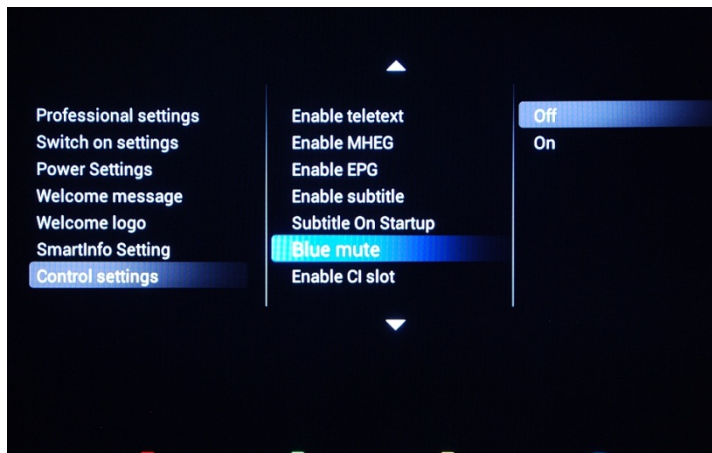 Professional settings
Switch on settings
Power Settings
Welcome message
Welcome logo
SmartInfo Setting
Control settings
Enable teletext
Enable MHEG
Enable EPG
Enable subtitle
Subtitle On Startup
Blue mute
Enable CI slot
Off
On